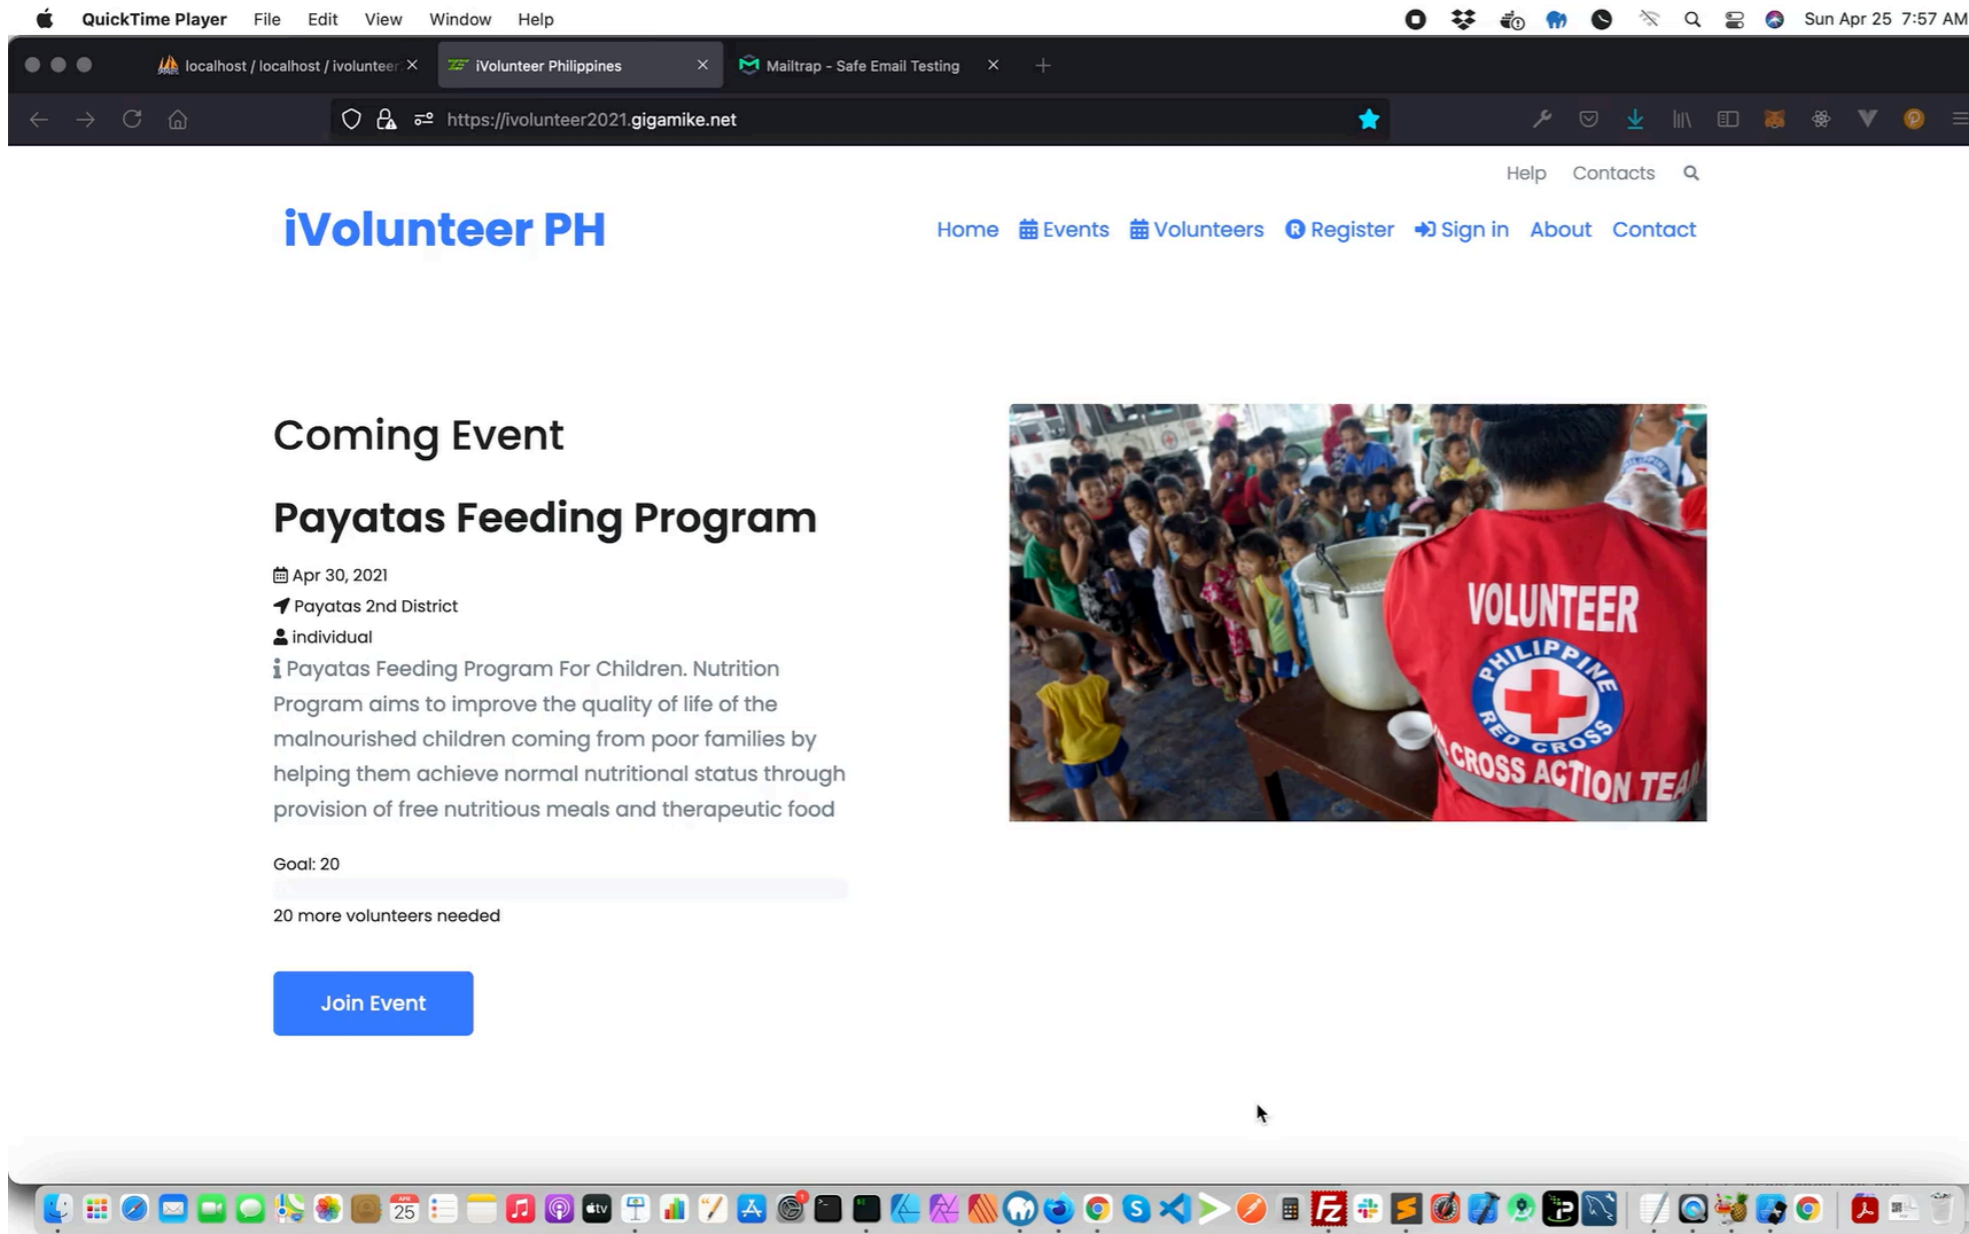 QuickTime Player File Edit View Window Help Sun Apr 25 7:57 AM
localhost / localhost / ivolunteer iVolunteer Philippines Mailtrap - Safe Email Testing
https://ivolunteer2021.gigamike.net
Help Contacts
iVolunteer PH
Home Events Volunteers Register Sign in About Contact
Coming Event
Payatas Feeding Program
Apr 30, 2021
Payatas 2nd District
individual
Payatas Feeding Program For Children. Nutrition
Program aims to improve the quality of life of the
malnourished children coming from poor families by
helping them achieve normal nutritional status through
provision of free nutritious meals and therapeutic food
Goal: 20
20 more volunteers needed
Join Event
VOLUNTEER
PHILIPPINE
RED CROSS
CROSS ACTION TEA
APR
25
tv